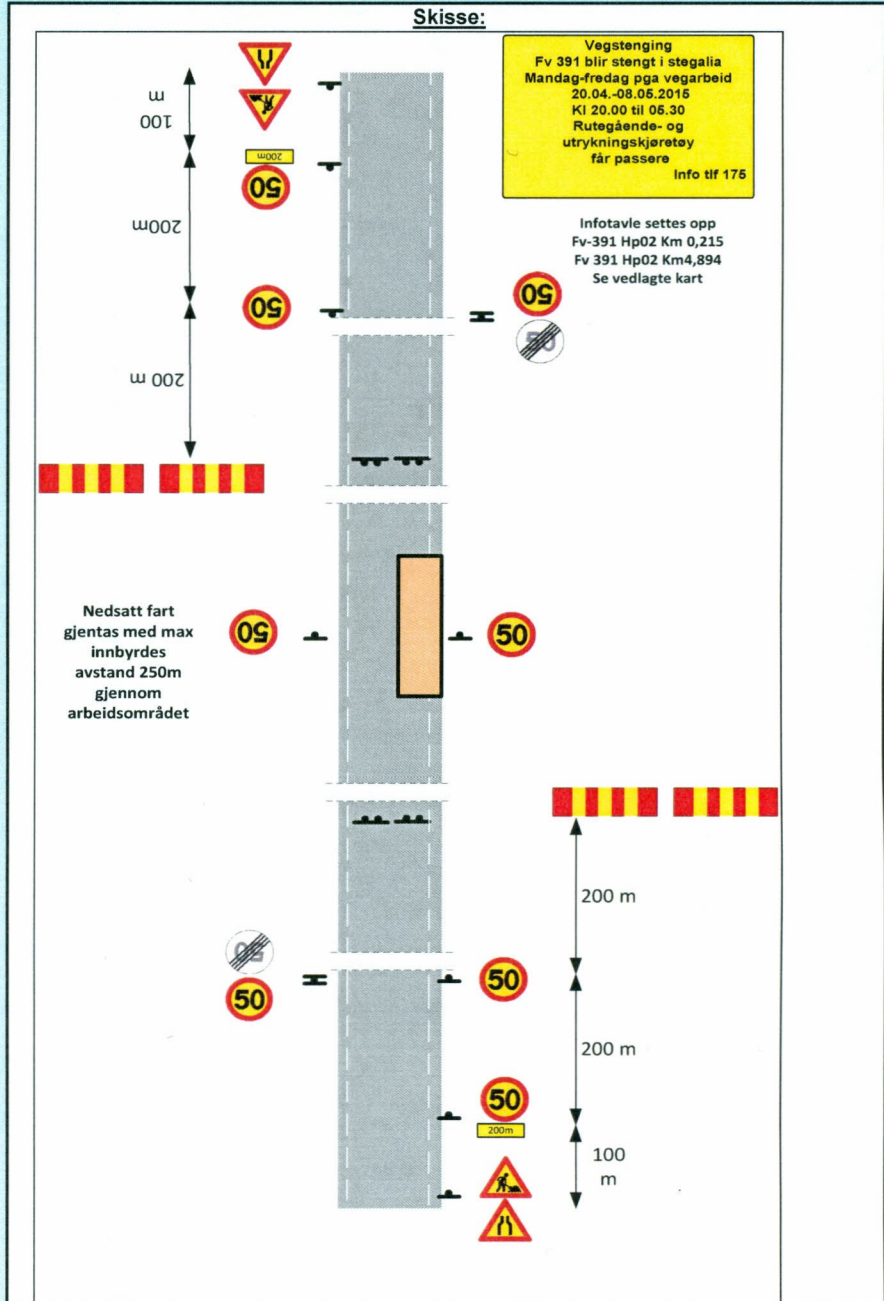 Skisse:
Vegstenging
Fv 391 blir stengt i stegalia
Mandag-fredag pga vegarbeid
20.04.-08.05.2015
Kl 20.00 til 05.30
Rutegående- og
utrykningskjøretøy
får passere
Info tlf 175
100
m
200m
50
200m
Infotavle settes opp
Fv-391 Hp02 Km 0,215
Fv 391 Hp02 Km4,894
Se vedlagte kart
50
50
50
200 m
Nedsatt fart
gjentas med max
innbyrdes
avstand 250m
gjennom
arbeidsområdet
50
50
200 m
50
50
50
200 m
50
200m
100
m